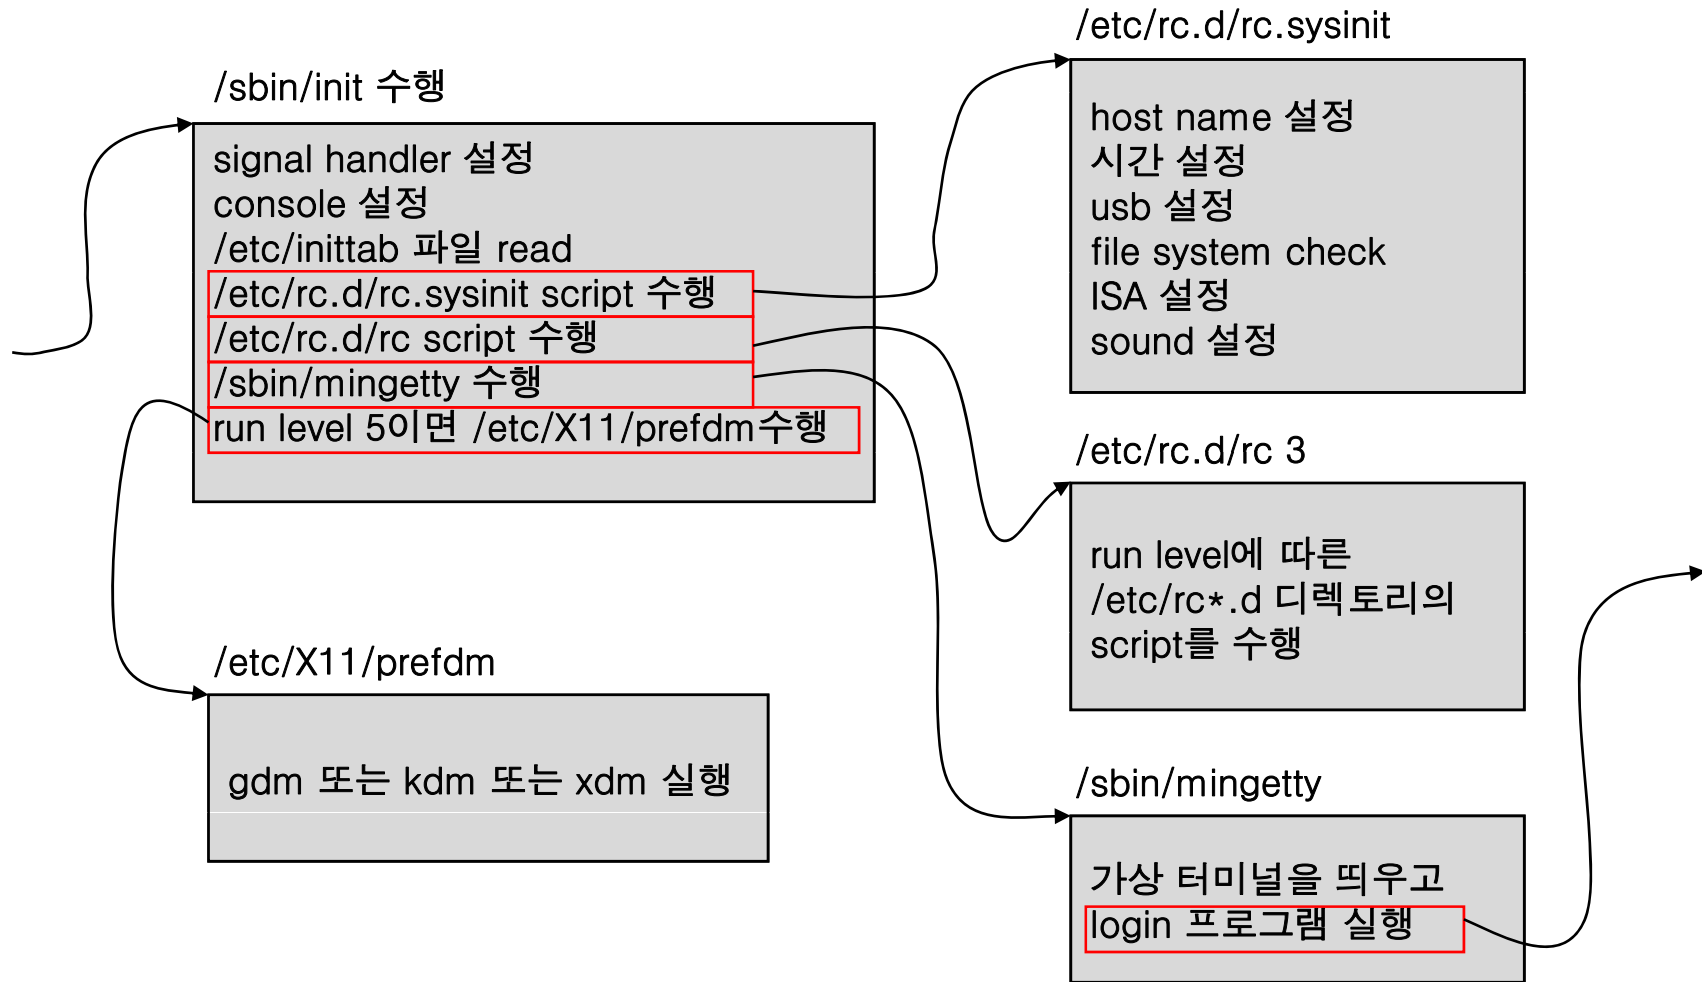 /sbin/init 수행
signal handler 설정
console 설정
/etc/inittab 파일 read
/etc/rc.d/rc.sysinit script 수행
/etc/rc.d/rc script 수행
/sbin/mingetty 수행
run level 5이면 /etc/X11/prefdm수행
/etc/rc.d/rc.sysinit
host name 설정
시간 설정
usb 설정
file system check
ISA 설정
sound 설정
/etc/rc.d/rc 3
run level에 따른
/etc/rc*.d 디렉토리의
script를 수행
/etc/X11/prefdm
gdm 또는 kdm 또는 xdm 실행
/sbin/mingetty
가상 터미널을 띄우고
login 프로그램 실행